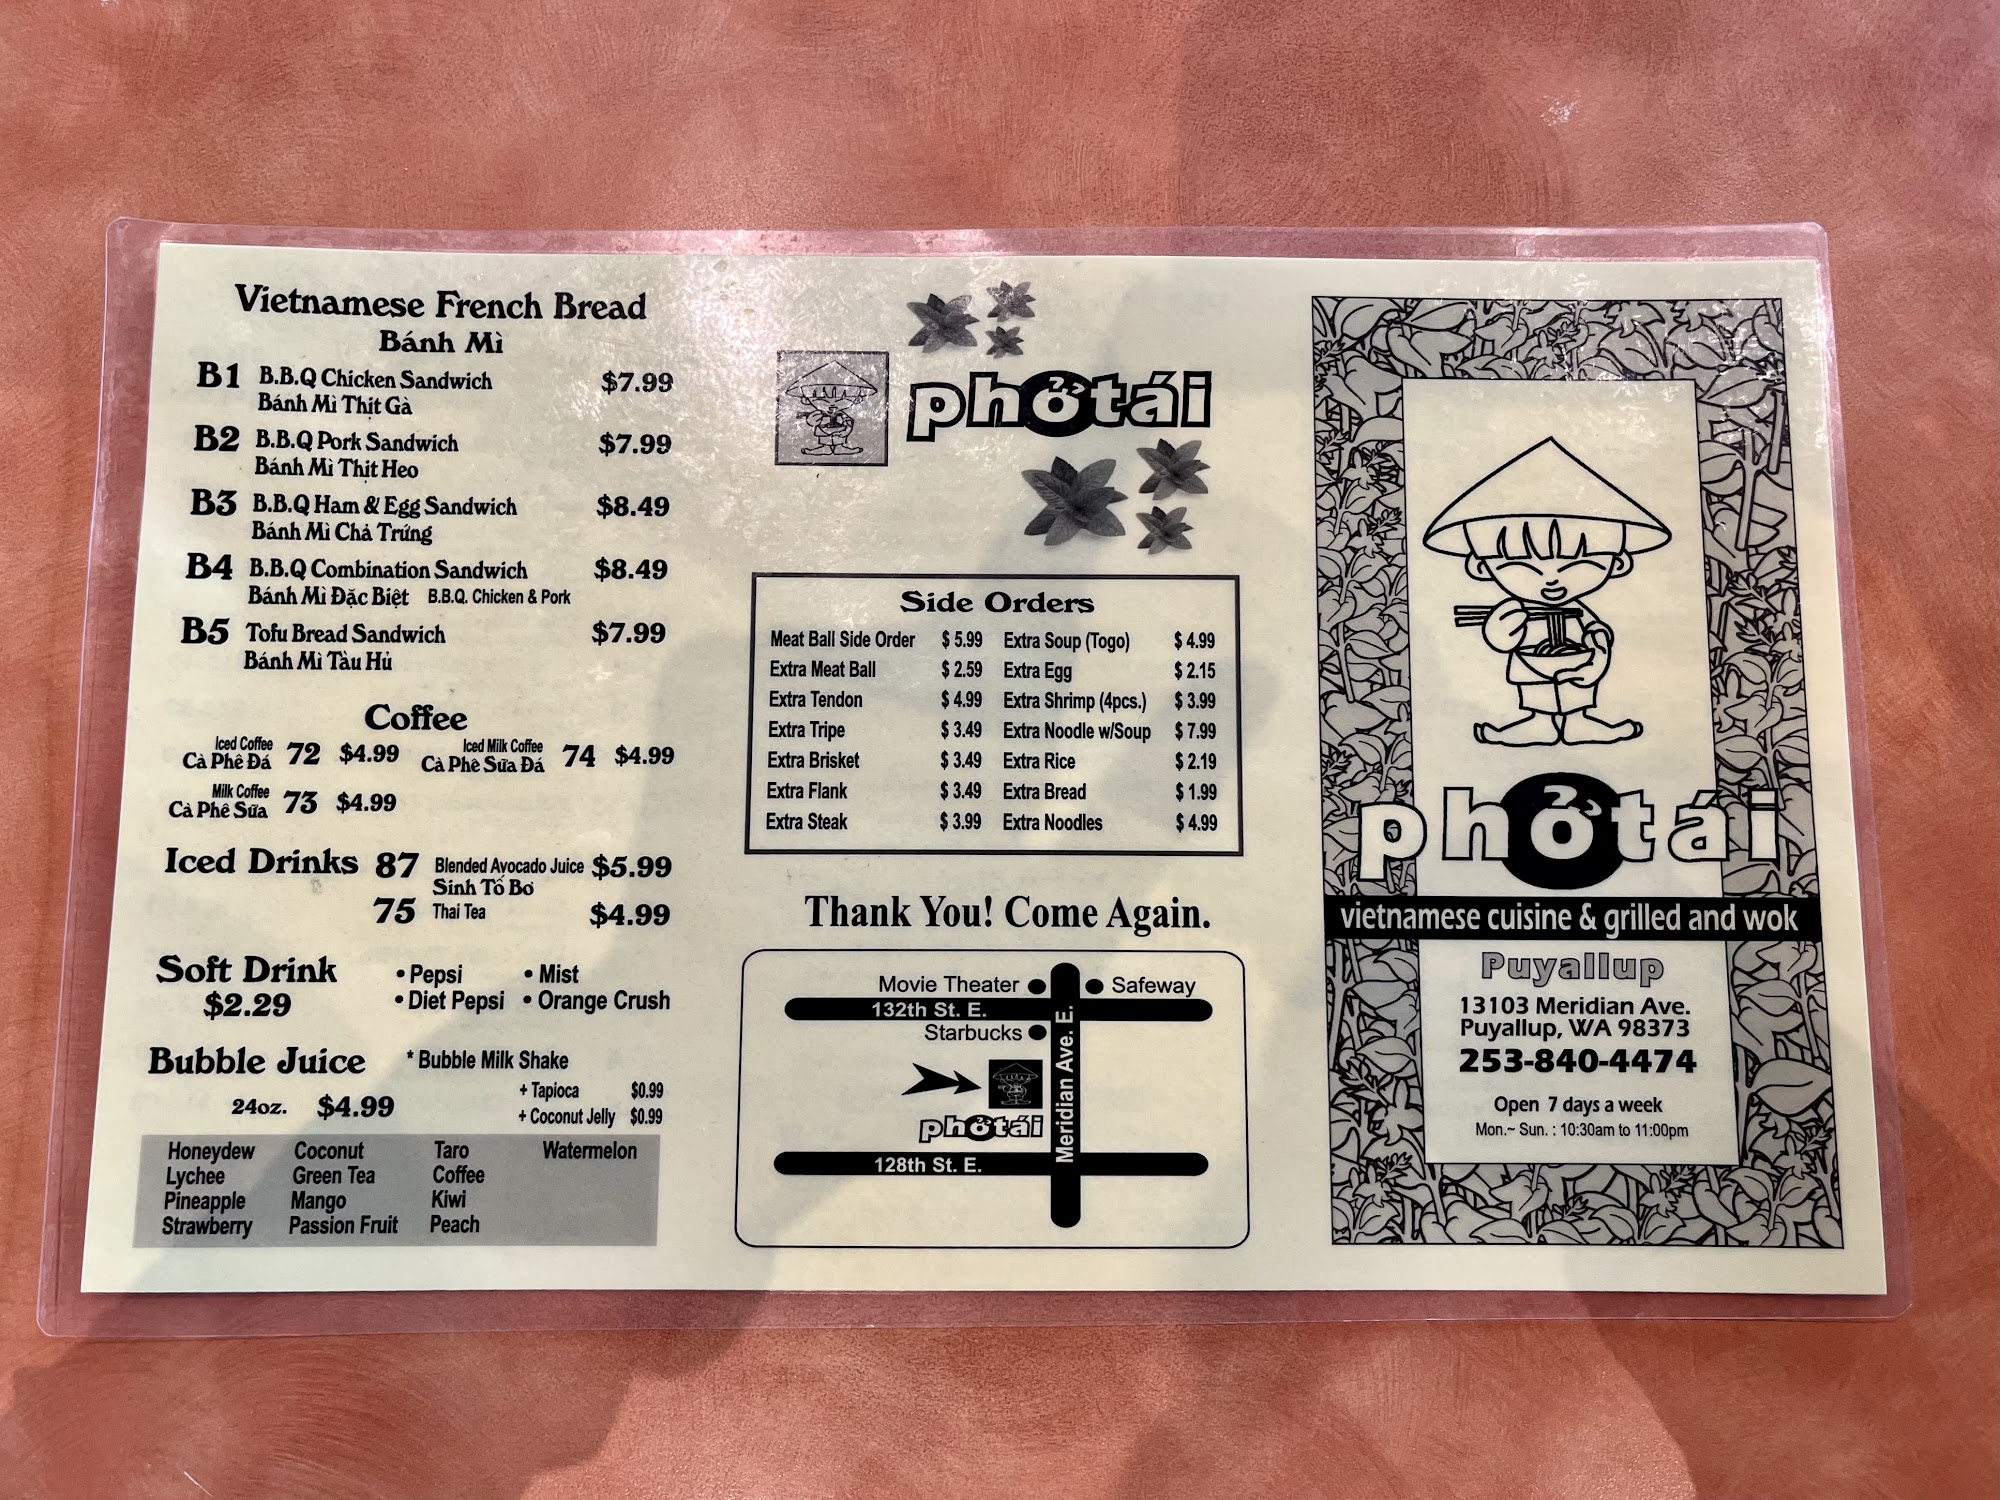 Vietnamese French Bread
Bánh Mì
B1 B.B.Q Chicken Sandwich $7.99
Bánh Mì Thịt Gà
B2 B.B.Q Pork Sandwich $7.99
Bánh Mì Thịt Heo
B3 B.B.Q Ham & Egg Sandwich $8.49
Bánh Mì Chả Trứng
B4 B.B.Q Combination Sandwich $8.49
Bánh Mì Đặc Biệt B.B.Q. Chicken & Pork
B5 Tofu Bread Sandwich $7.99
Bánh Mì Tàu Hủ
Coffee
Iced Coffee
Cà Phê Đá 72 $4.99
Iced Milk Coffee
Cà Phê Sữa Đá 74 $4.99
Milk Coffee
Cà Phê Sữa 73 $4.99
Iced Drinks 87 Blended Avocado Juice $5.99
Sinh Tố Bơ
75 Thai Tea $4.99
Soft Drink
$2.29
• Pepsi • Mist
• Diet Pepsi • Orange Crush
Bubble Juice * Bubble Milk Shake
24oz. $4.99
+ Tapioca $0.99
+ Coconut Jelly $0.99
Honeydew Coconut Taro Watermelon
Lychee Green Tea Coffee
Pineapple Mango Kiwi
Strawberry Passion Fruit Peach
phởtái
Side Orders
Meat Ball Side Order $ 5.99 Extra Soup (Togo) $ 4.99
Extra Meat Ball $ 2.59 Extra Egg $ 2.15
Extra Tendon $ 4.99 Extra Shrimp (4pcs.) $ 3.99
Extra Tripe $ 3.49 Extra Noodle w/Soup $ 7.99
Extra Brisket $ 3.49 Extra Rice $ 2.19
Extra Flank $ 3.49 Extra Bread $ 1.99
Extra Steak $ 3.99 Extra Noodles $ 4.99
Thank You! Come Again.
Movie Theater Safeway
132th St. E.
Starbucks
Meridian Ave. E.
phởtái
128th St. E.
phởtái
vietnamese cuisine & grilled and wok
Puyallup
13103 Meridian Ave.
Puyallup, WA 98373
253-840-4474
Open 7 days a week
Mon.~ Sun. : 10:30am to 11:00pm